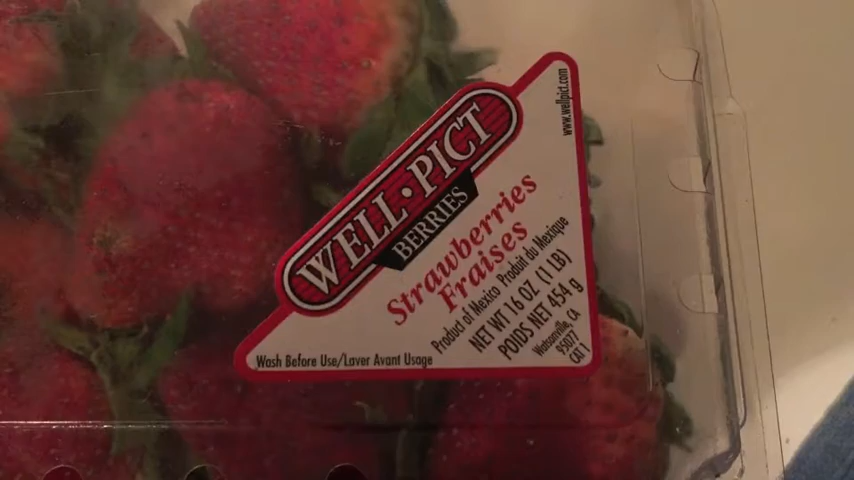 WELL•PICT
BERRIES
Strawberries
Fraises
Product of Mexico Produit du Mexique
NET WT 16 OZ (1 LB)
POIDS NET 454 g
Watsonville, CA
95077
CAT 1
Wash Before Use/Laver Avant Usage
www.wellpict.com